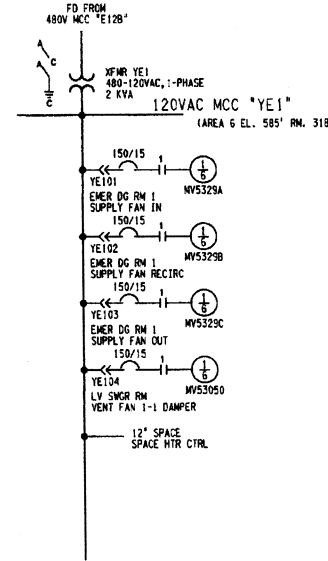 FD FROM
480V MCC "E12B"
A
C
A
C
XFMR YE1
480-120VAC, 1-PHASE
2 KVA
120VAC MCC "YE1"
(AREA 6 EL. 585' RM. 318
150/15
1
1/6
YE101
MV5329A
EMER DG RM 1
SUPPLY FAN IN
150/15
1
1/6
YE102
MV5329B
EMER DG RM 1
SUPPLY FAN RECIRC
150/15
1
1/6
YE103
MV5329C
EMER DG RM 1
SUPPLY FAN OUT
150/15
1
1/6
YE104
MV53050
LV SWGR RM
VENT FAN 1-1 DAMPER
12" SPACE
SPACE HTR CTRL